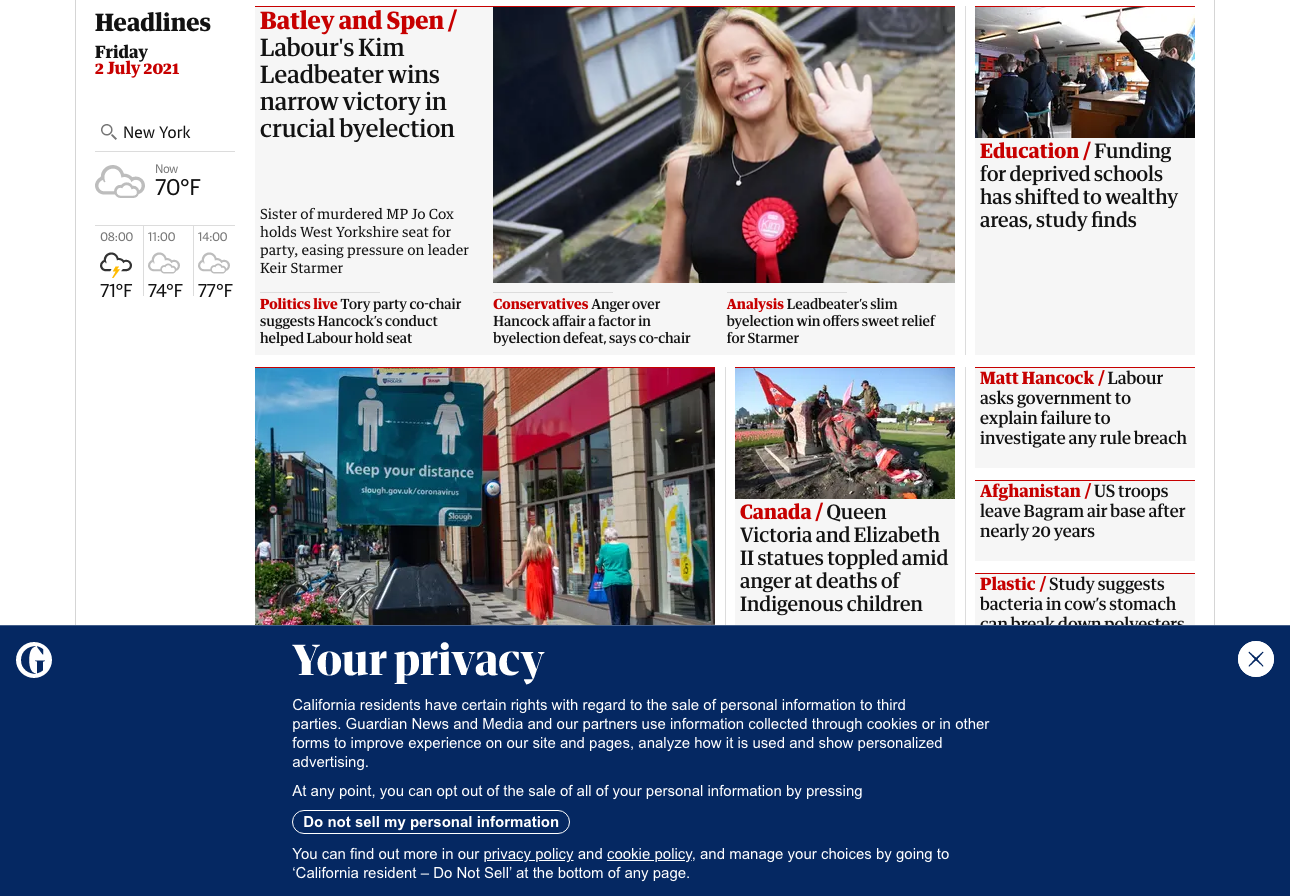 Headlines
Friday
2 July 2021
New York
Now
70°F
08:00
11:00
14:00
71°F
74°F
77°F
Batley and Spen /
Labour's Kim
Leadbeater wins
narrow victory in
crucial byelection
Sister of murdered MP Jo Cox
holds West Yorkshire seat for
party, easing pressure on leader
Keir Starmer
Kim
Politics live Tory party co-chair
suggests Hancock's conduct
helped Labour hold seat
Conservatives Anger over
Hancock affair a factor in
byelection defeat, says co-chair
Analysis Leadbeater's slim
byelection win offers sweet relief
for Starmer
Education / Funding
for deprived schools
has shifted to wealthy
areas, study finds
Keep your distance
slough.gov.uk/coronavirus
Slough
Canada / Queen
Victoria and Elizabeth
II statues toppled amid
anger at deaths of
Indigenous children
Matt Hancock / Labour
asks government to
explain failure to
investigate any rule breach
Afghanistan / US troops
leave Bagram air base after
nearly 20 years
Plastic / Study suggests
bacteria in cow's stomach
can break down polyesters
Your privacy
California residents have certain rights with regard to the sale of personal information to third
parties. Guardian News and Media and our partners use information collected through cookies or in other
forms to improve experience on our site and pages, analyze how it is used and show personalized
advertising.
At any point, you can opt out of the sale of all of your personal information by pressing
Do not sell my personal information
You can find out more in our privacy policy and cookie policy, and manage your choices by going to
‘California resident – Do Not Sell’ at the bottom of any page.